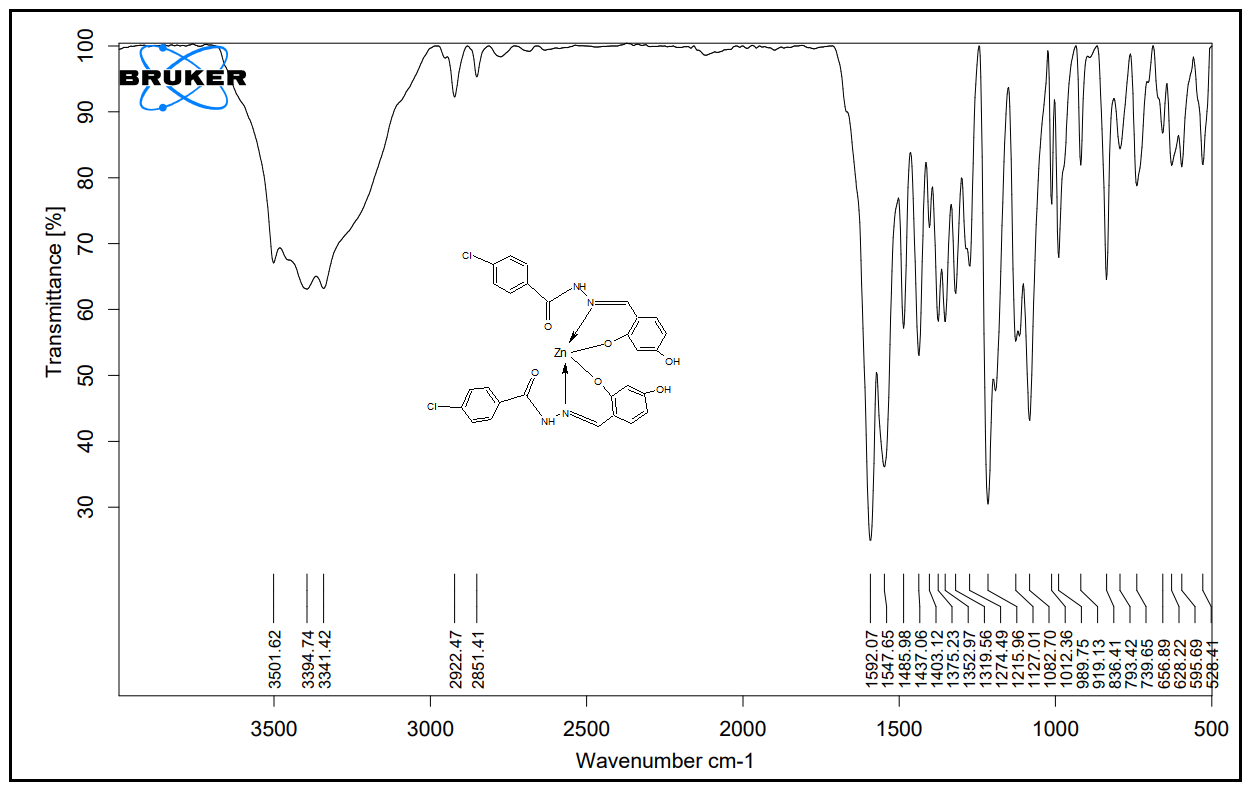 BRUKER
Transmittance [%]
100
90
80
70
60
50
40
30
Cl
NH
N
O
Zn
O
OH
O
O
OH
Cl
NH
N
3501.62
3394.74
3341.42
2922.47
2851.41
1592.07
1547.65
1485.98
1437.06
1403.12
1375.23
1352.97
1319.56
1274.49
1215.96
1127.01
1082.70
1012.36
989.75
919.13
836.41
793.42
739.65
656.89
628.22
595.69
528.41
3500
3000
2500
2000
1500
1000
500
Wavenumber cm-1